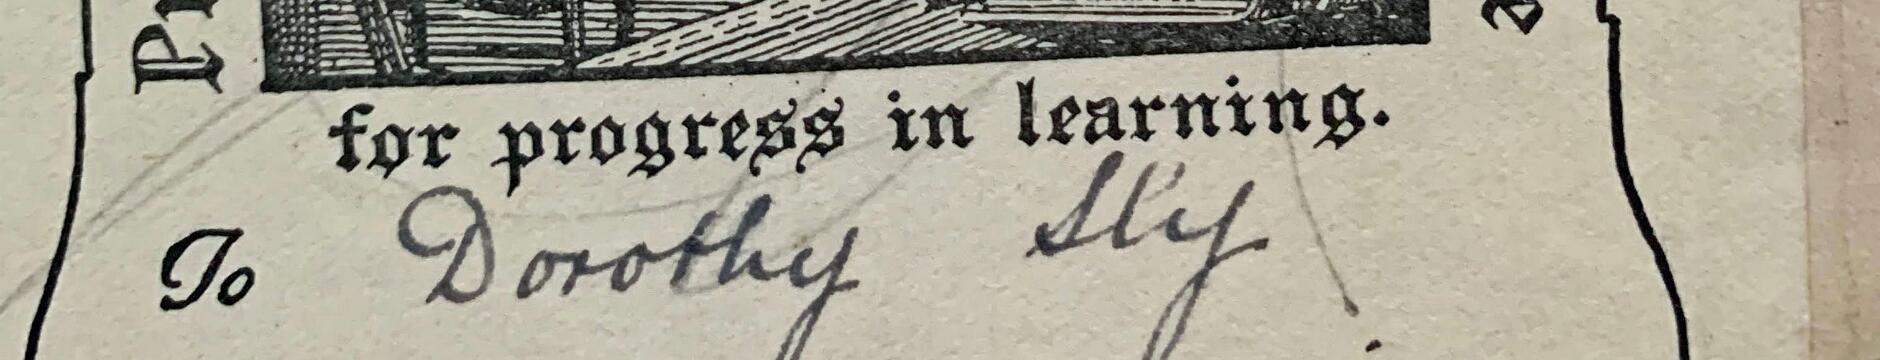 for progress in learning.
To Dorothy Sly